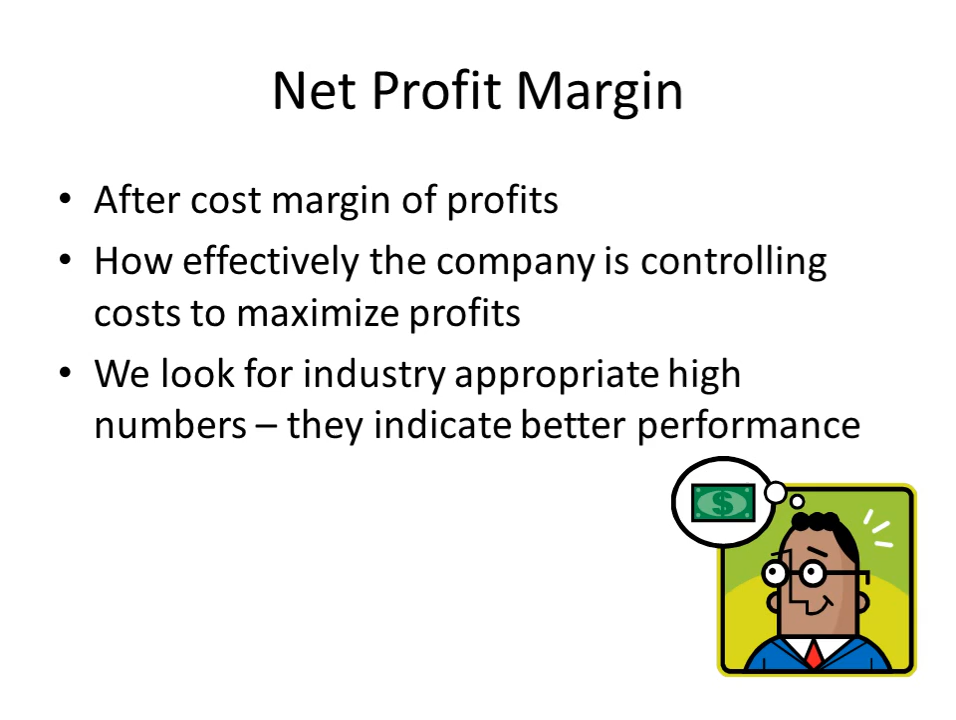 Net Profit Margin
• After cost margin of profits
• How effectively the company is controlling
costs to maximize profits
• We look for industry appropriate high
numbers – they indicate better performance
$